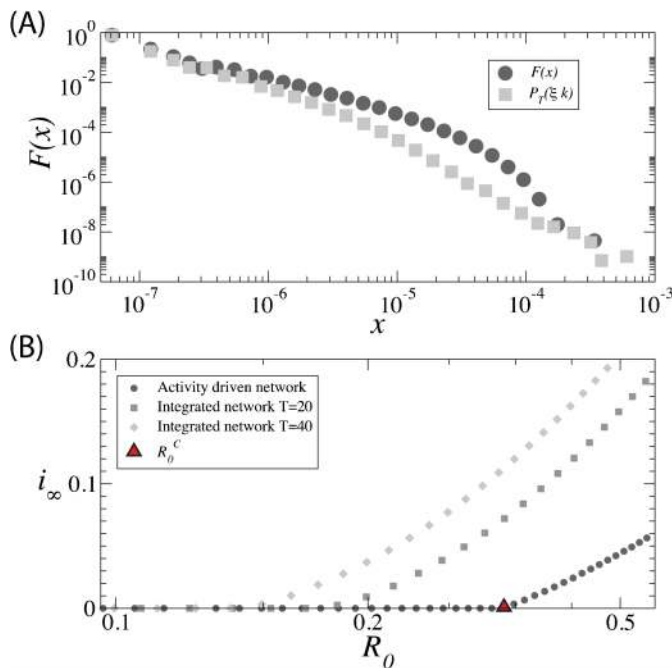 (A)
10^0
10^-2
10^-4
10^-6
10^-8
10^-10
F(x)
F(x)
P_T(ξ k)
10^-7
10^-6
10^-5
10^-4
10^-3
x
(B)
0.2
0.1
0
i_∞
Activity driven network
Integrated network T=20
Integrated network T=40
R_0^C
0.1
0.2
0.5
R_0